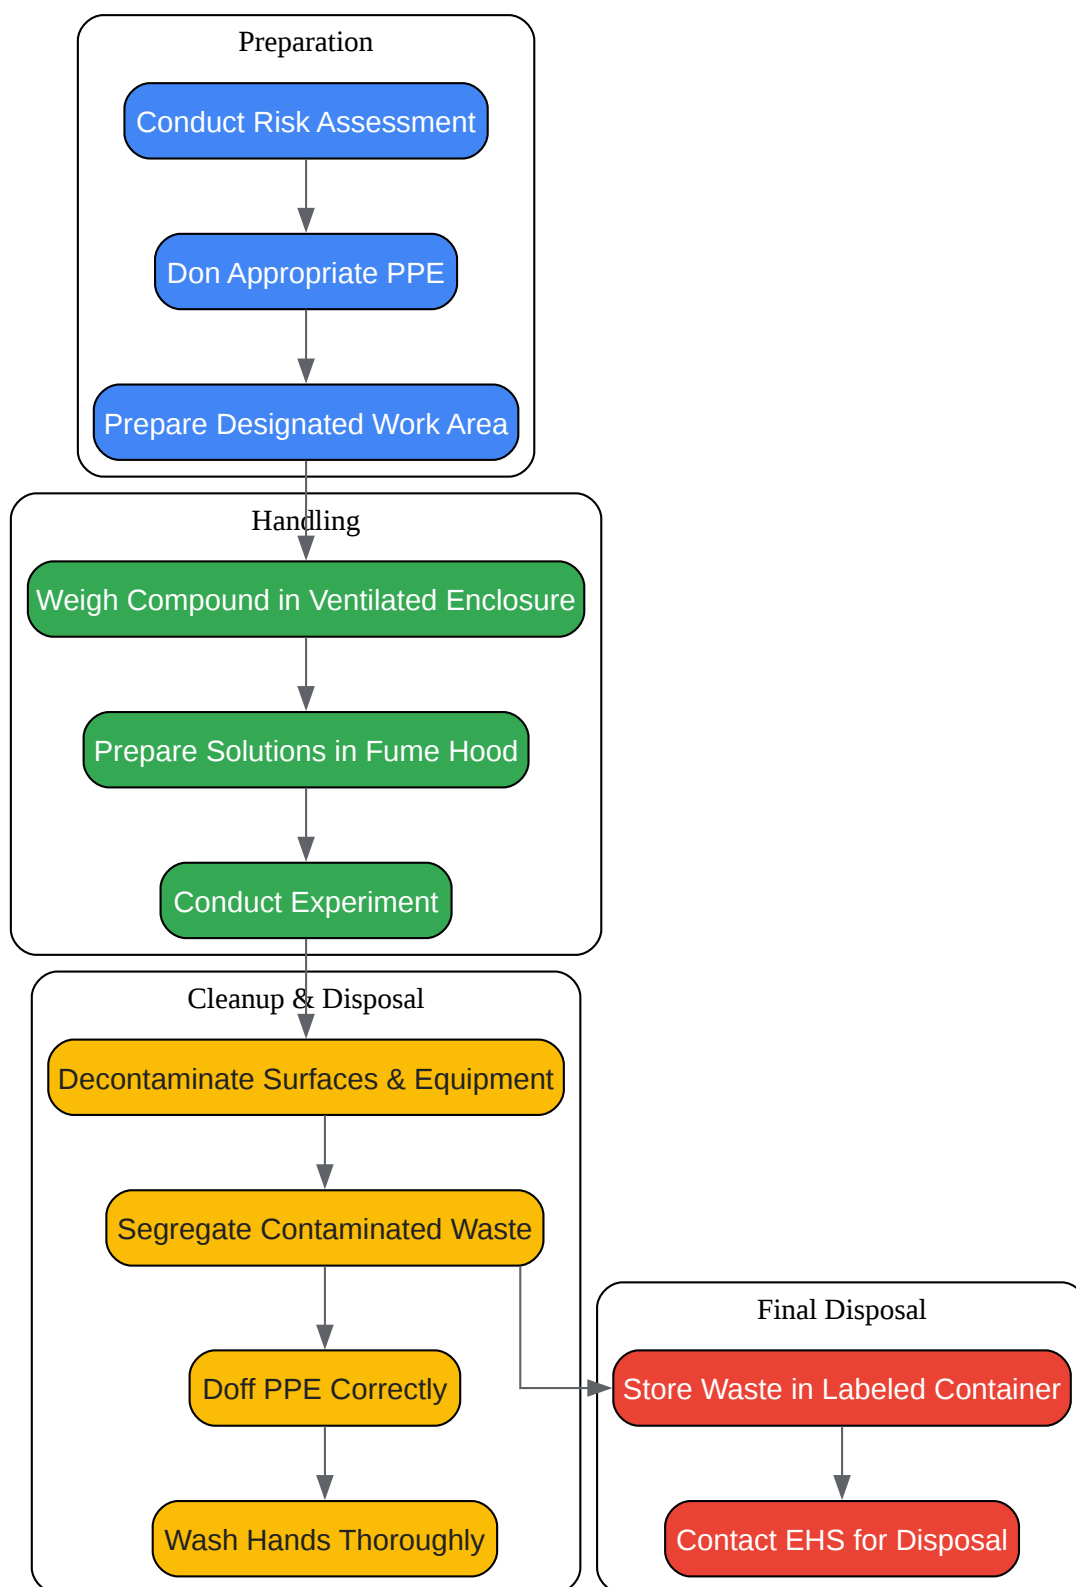 Preparation
Conduct Risk Assessment
Don Appropriate PPE
Prepare Designated Work Area
Handling
Weigh Compound in Ventilated Enclosure
Prepare Solutions in Fume Hood
Conduct Experiment
Cleanup & Disposal
Decontaminate Surfaces & Equipment
Segregate Contaminated Waste
Doff PPE Correctly
Wash Hands Thoroughly
Final Disposal
Store Waste in Labeled Container
Contact EHS for Disposal